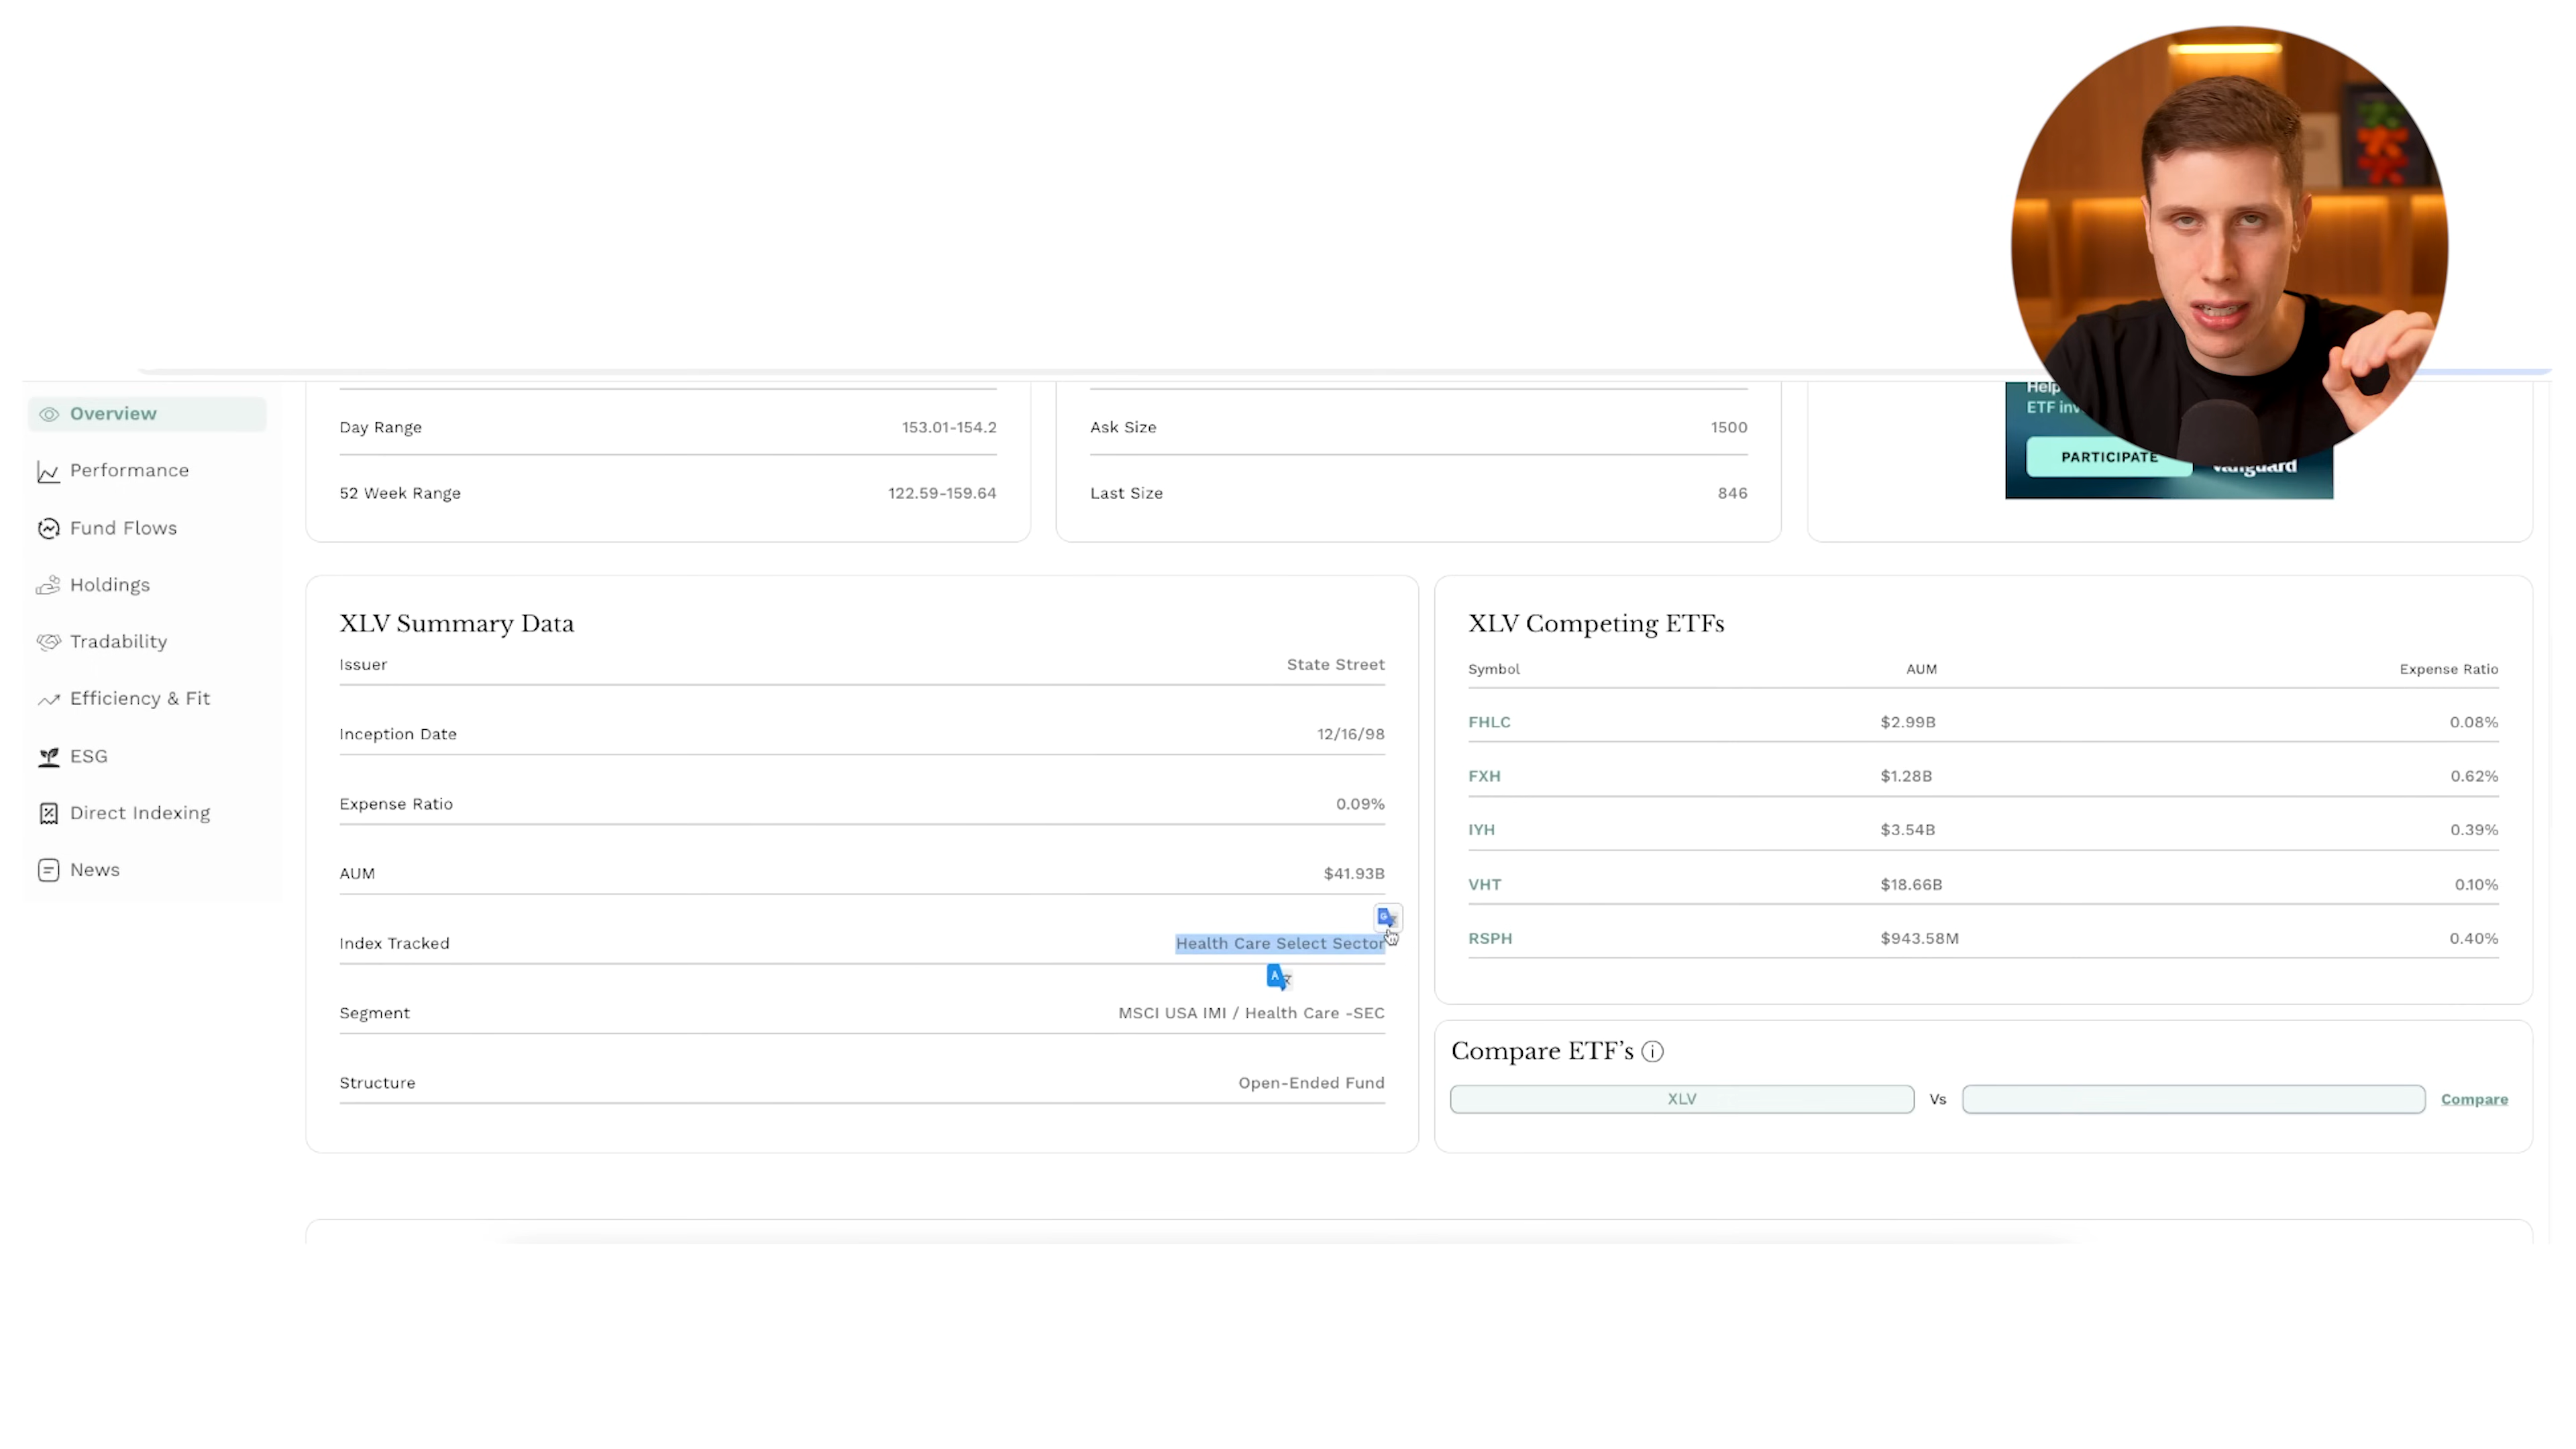 Overview
Performance
Fund Flows
Holdings
Tradability
Efficiency & Fit
ESG
Direct Indexing
News
Day Range 153.01-154.2
52 Week Range 122.59-159.64
Ask Size 1500
Last Size 846
Help
ETF inv
PARTICIPATE
Vanguard
XLV Summary Data
Issuer State Street
Inception Date 12/16/98
Expense Ratio 0.09%
AUM $41.93B
Index Tracked Health Care Select Sector
Segment MSCI USA IMI / Health Care -SEC
Structure Open-Ended Fund
XLV Competing ETFs
Symbol AUM Expense Ratio
FHLC $2.99B 0.08%
FXH $1.28B 0.62%
IYH $3.54B 0.39%
VHT $18.66B 0.10%
RSPH $943.58M 0.40%
Compare ETF’s
XLV Vs Compare